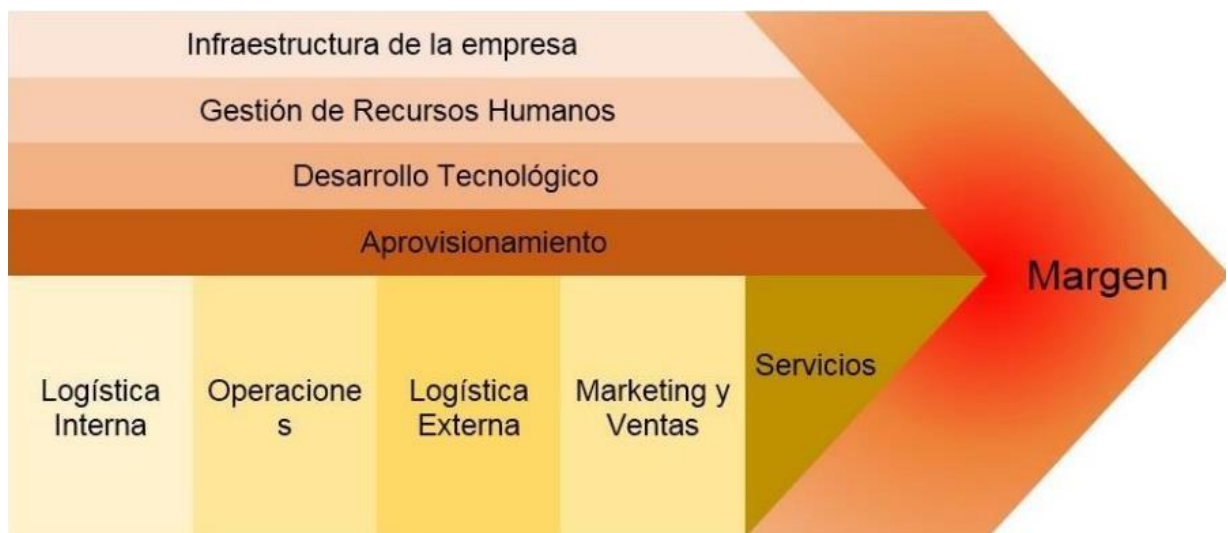 Infraestructura de la empresa
Gestión de Recursos Humanos
Desarrollo Tecnológico
Aprovisionamiento
Margen
Logística
Interna
Operacione
s
Logística
Externa
Marketing y
Ventas
Servicios